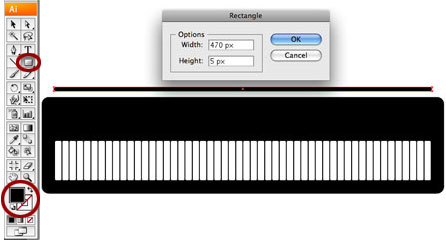 Ai
Rectangle
Options
Width: 470 px
Height: 5 px
OK
Cancel
T